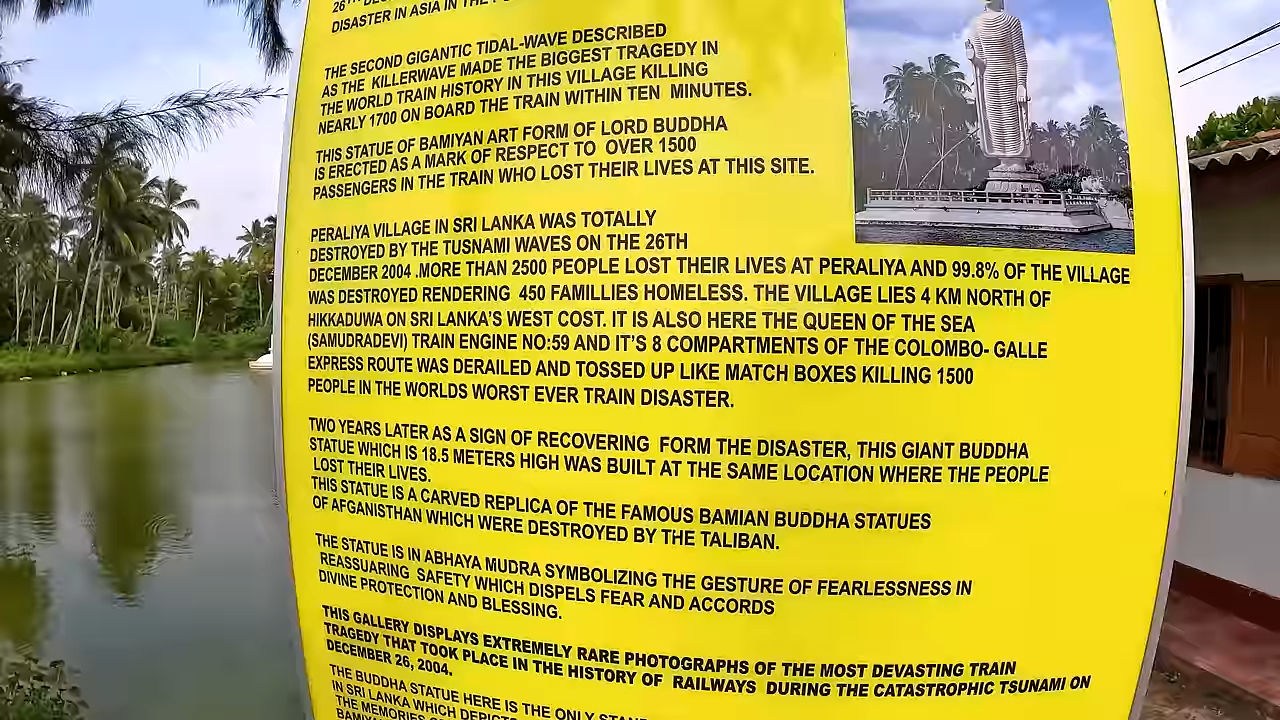 DISASTER IN ASIA IN THE
THE SECOND GIGANTIC TIDAL-WAVE DESCRIBED
AS THE KILLERWAVE MADE THE BIGGEST TRAGEDY IN
THE WORLD TRAIN HISTORY IN THIS VILLAGE KILLING
NEARLY 1700 ON BOARD THE TRAIN WITHIN TEN MINUTES.
THIS STATUE OF BAMIYAN ART FORM OF LORD BUDDHA
IS ERECTED AS A MARK OF RESPECT TO OVER 1500
PASSENGERS IN THE TRAIN WHO LOST THEIR LIVES AT THIS SITE.
PERALIYA VILLAGE IN SRI LANKA WAS TOTALLY
DESTROYED BY THE TUSNAMI WAVES ON THE 26TH
DECEMBER 2004 .MORE THAN 2500 PEOPLE LOST THEIR LIVES AT PERALIYA AND 99.8% OF THE VILLAGE
WAS DESTROYED RENDERING 450 FAMILLIES HOMELESS. THE VILLAGE LIES 4 KM NORTH OF
HIKKADUWA ON SRI LANKA'S WEST COST. IT IS ALSO HERE THE QUEEN OF THE SEA
(SAMUDRADEVI) TRAIN ENGINE NO:59 AND IT'S 8 COMPARTMENTS OF THE COLOMBO- GALLE
EXPRESS ROUTE WAS DERAILED AND TOSSED UP LIKE MATCH BOXES KILLING 1500
PEOPLE IN THE WORLDS WORST EVER TRAIN DISASTER.
TWO YEARS LATER AS A SIGN OF RECOVERING FORM THE DISASTER, THIS GIANT BUDDHA
STATUE WHICH IS 18.5 METERS HIGH WAS BUILT AT THE SAME LOCATION WHERE THE PEOPLE
LOST THEIR LIVES.
THIS STATUE IS A CARVED REPLICA OF THE FAMOUS BAMIAN BUDDHA STATUES
OF AFGANISTHAN WHICH WERE DESTROYED BY THE TALIBAN.
THE STATUE IS IN ABHAYA MUDRA SYMBOLIZING THE GESTURE OF FEARLESSNESS IN
REASSUARING SAFETY WHICH DISPELS FEAR AND ACCORDS
DIVINE PROTECTION AND BLESSING.
THIS GALLERY DISPLAYS EXTREMELY RARE PHOTOGRAPHS OF THE MOST DEVASTING TRAIN
TRAGEDY THAT TOOK PLACE IN THE HISTORY OF RAILWAYS DURING THE CATASTROPHIC TSUNAMI ON
DECEMBER 26, 2004.
THE BUDDHA STATUE HERE IS THE ONLY
IN SRI LANKA WHICH
THE MEMORIES